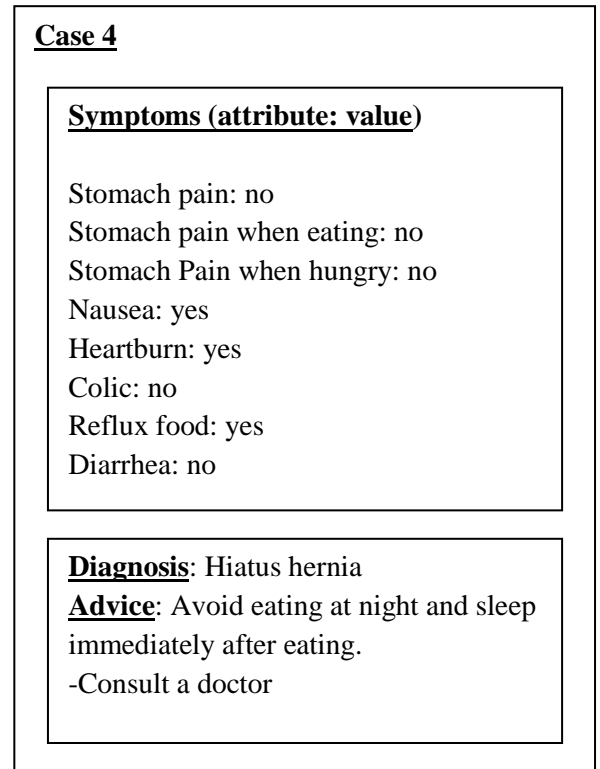 Case 4
Symptoms (attribute: value)
Stomach pain: no
Stomach pain when eating: no
Stomach Pain when hungry: no
Nausea: yes
Heartburn: yes
Colic: no
Reflux food: yes
Diarrhea: no
Diagnosis: Hiatus hernia
Advice: Avoid eating at night and sleep
immediately after eating.
-Consult a doctor